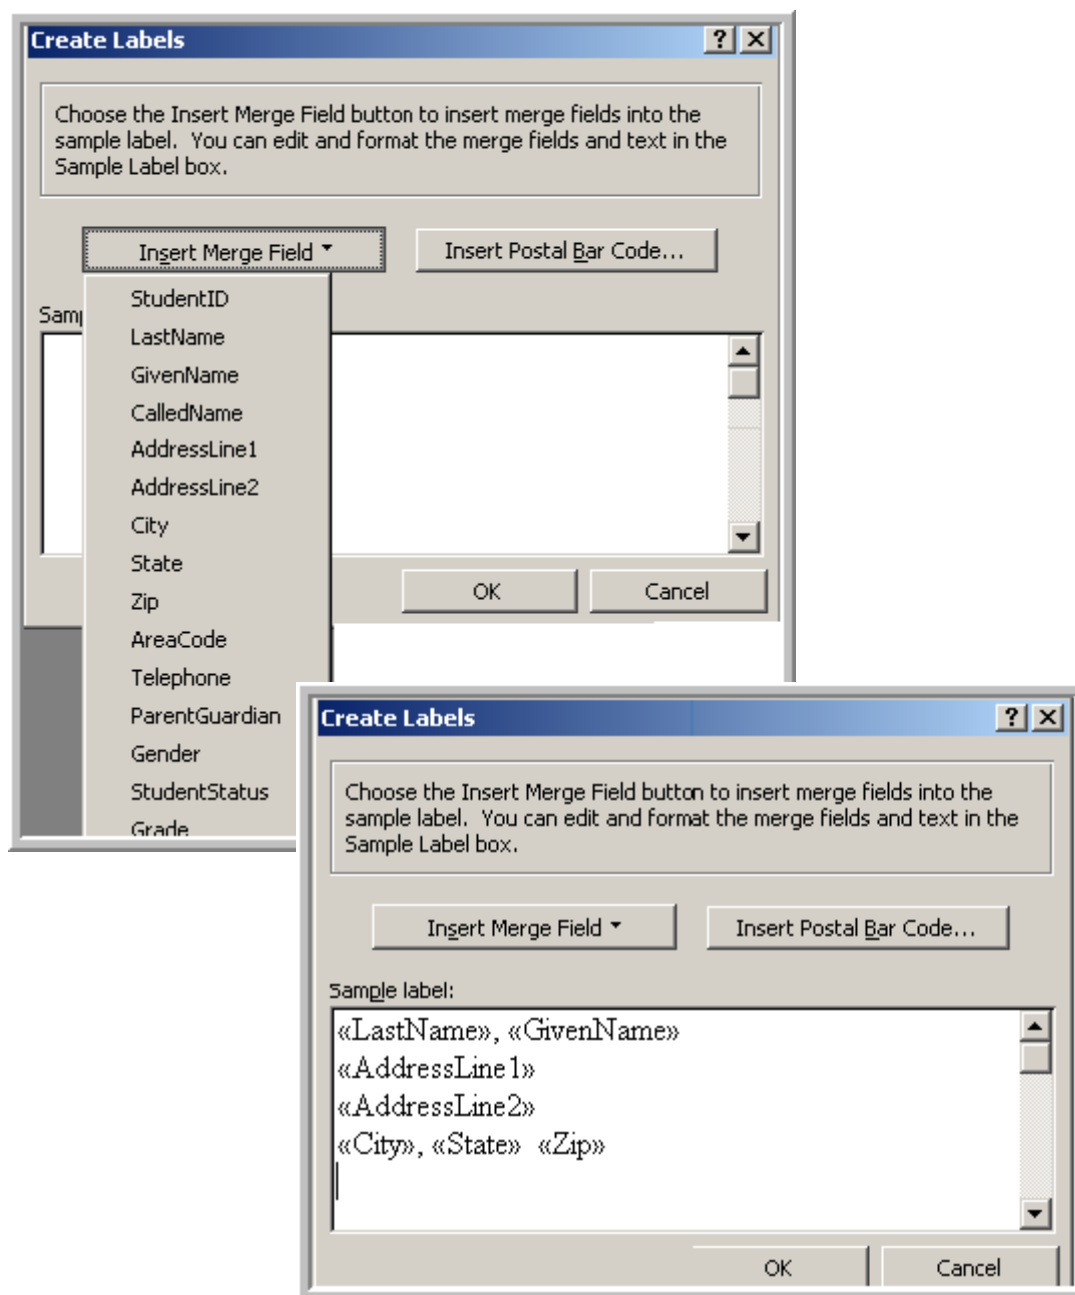 Create Labels
?
Choose the Insert Merge Field button to insert merge fields into the
sample label. You can edit and format the merge fields and text in the
Sample Label box.
Insert Merge Field
Insert Postal Bar Code...
StudentID
LastName
GivenName
CalledName
AddressLine1
AddressLine2
City
State
Zip
AreaCode
Telephone
ParentGuardian
Gender
StudentStatus
Grade
OK
Cancel
Create Labels
?
Choose the Insert Merge Field button to insert merge fields into the
sample label. You can edit and format the merge fields and text in the
Sample Label box.
Insert Merge Field
Insert Postal Bar Code...
Sample label:
«LastName», «GivenName»
«AddressLine1»
«AddressLine2»
«City», «State» «Zip»
OK
Cancel